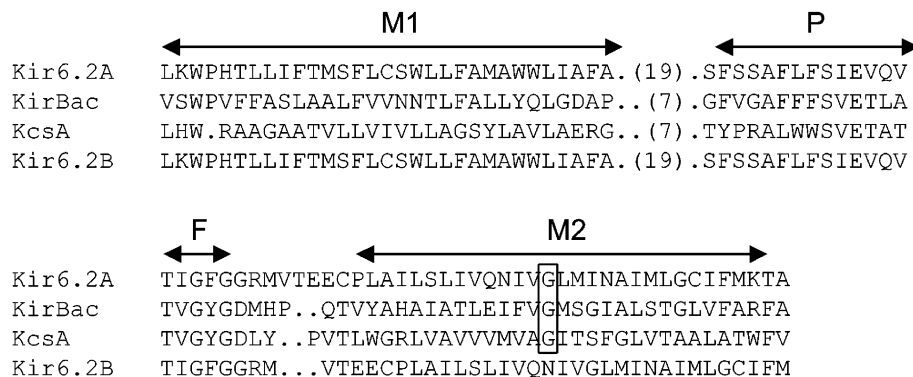 M1 P
Kir6.2A LKWPHTLLIFTMSFLCSWLLFAMAWWLIAFA.(19).SFSSAFLFSIEVQV
KirBac VSWPVFFASLAALFVVNNTLFALLYQLGDAP..(7)GFVGAFFFSVETLA
KcsA LHW.RAAGAATVLLVIVLLAGSYLAVLAERG..(7)TYPRALWWSVETAT
Kir6.2B LKWPHTLLIFTMSFLCSWLLFAMAWWLIAFA.(19).SFSSAFLFSIEVQV
F M2
Kir6.2A TIGFGGRMVTEECPLAILSLIVQNIVGLMINAIMLGCIFMKTA
KirBac TVGYGDMHP..QTVYAHAIATLEIFVGMSGIALSTGLVFARFA
KcsA TVGYGDLY..PVTLWGRLVAVVVMVAGITSFGLVTAALATWFV
Kir6.2B TIGFGGRM...VTEECPLAILSLIVQNIVGLMINAIMLGCIFM